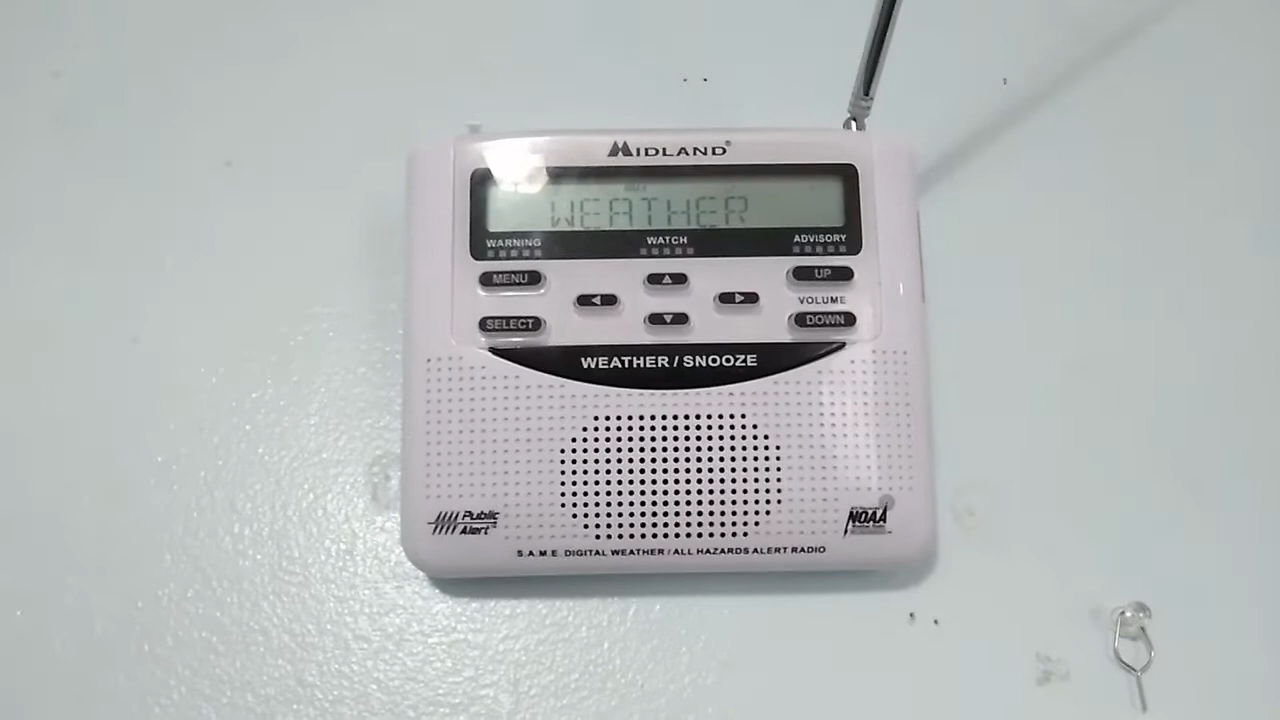 MIDLAND®
WEATHER
WARNING WATCH ADVISORY
MENU UP
VOLUME
SELECT DOWN
WEATHER / SNOOZE
Public
Alert™
NOAA
S.A.M.E. DIGITAL WEATHER / ALL HAZARDS ALERT RADIO